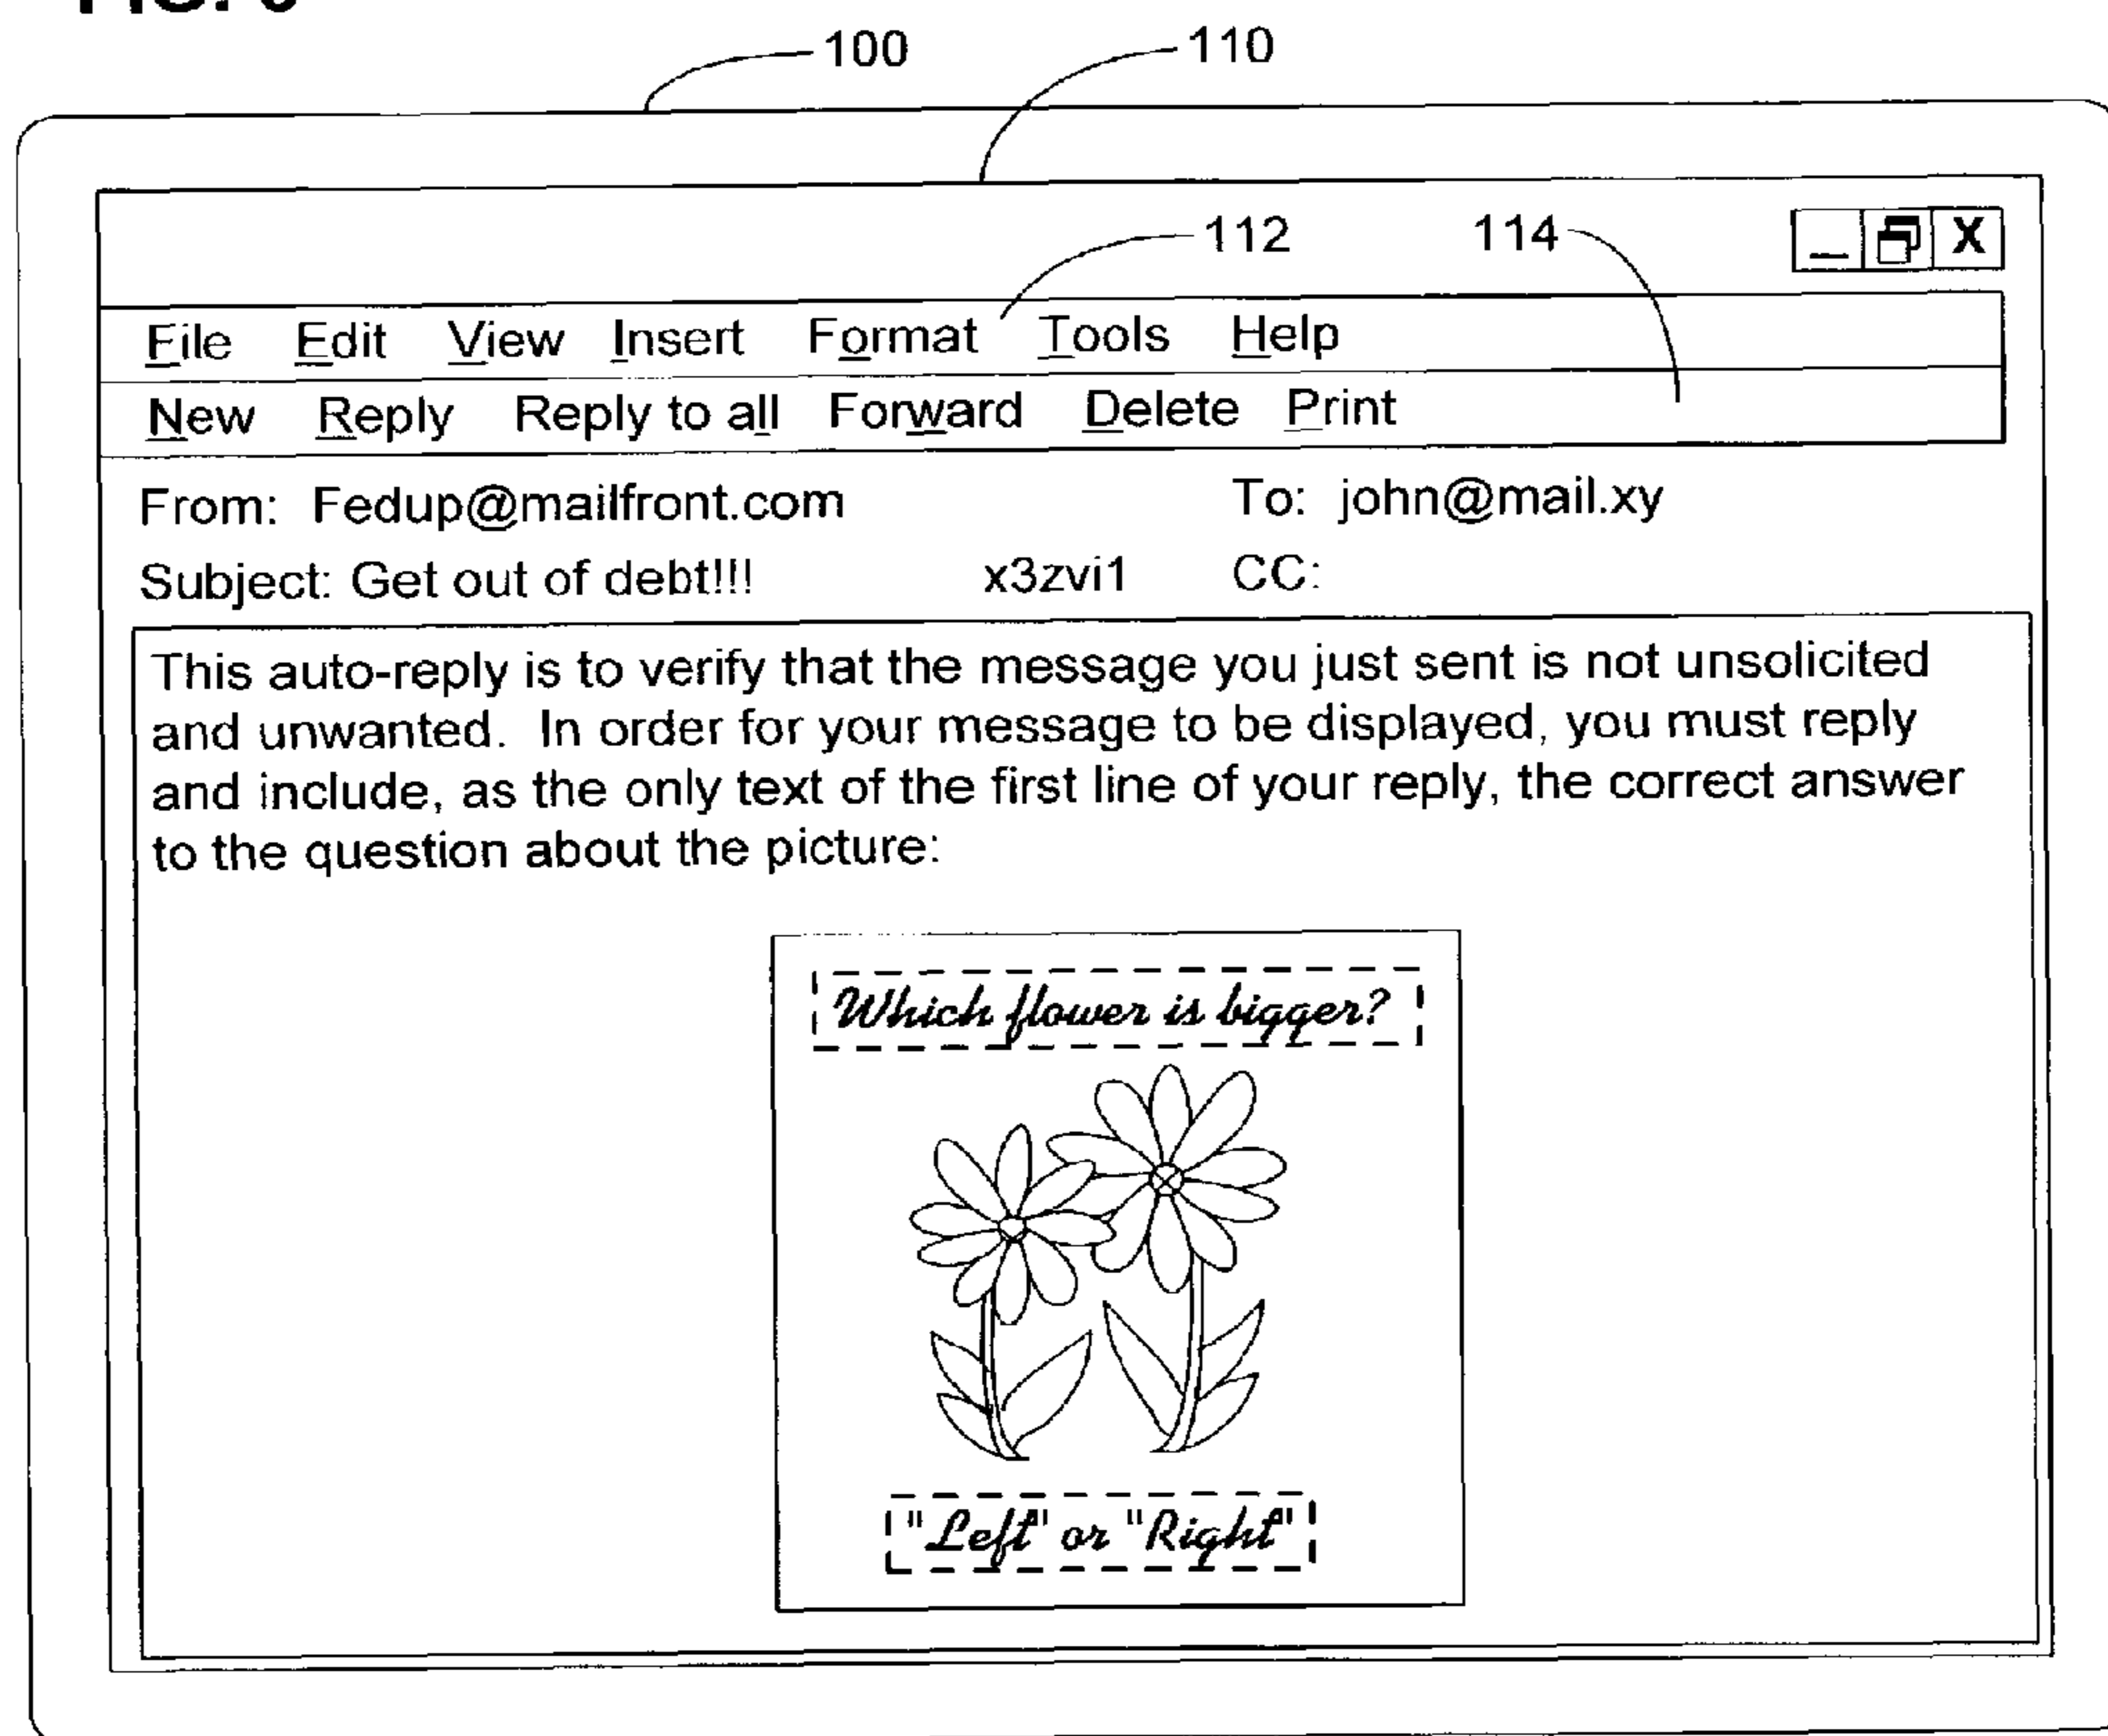 100 110
112 114 X
File Edit View Insert Format Tools Help
New Reply Reply to all Forward Delete Print
From: Fedup@mailfront.com To: john@mail.xy
Subject: Get out of debt!!! x3zvi1 CC:
This auto-reply is to verify that the message you just sent is not unsolicited
and unwanted. In order for your message to be displayed, you must reply
and include, as the only text of the first line of your reply, the correct answer
to the question about the picture:
Which flower is bigger?
"Left" or "Right"